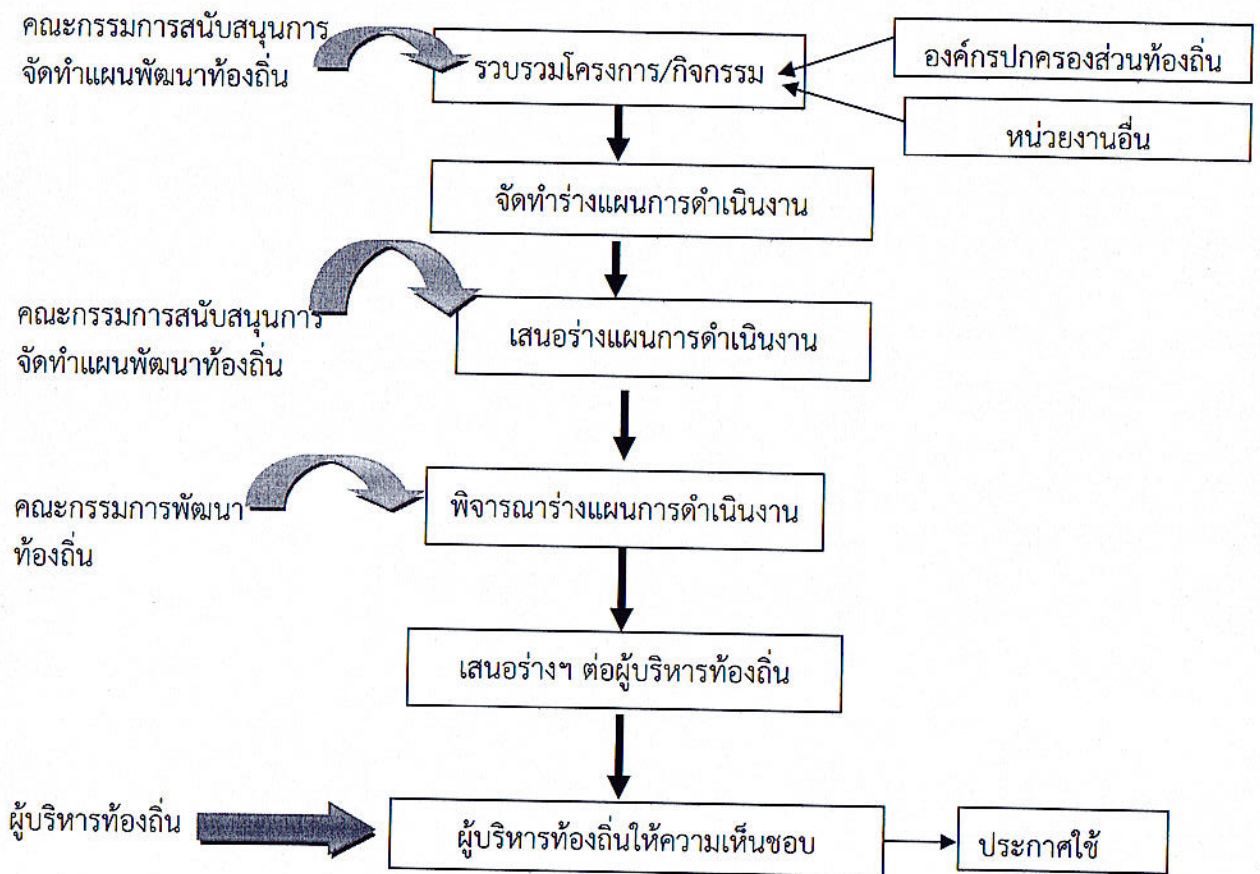 คณะกรรมการสนับสนุนการ
จัดทำแผนพัฒนาท้องถิ่น
รวบรวมโครงการ/กิจกรรม
องค์กรปกครองส่วนท้องถิ่น
หน่วยงานอื่น
จัดทำร่างแผนการดำเนินงาน
คณะกรรมการสนับสนุนการ
จัดทำแผนพัฒนาท้องถิ่น
เสนอร่างแผนการดำเนินงาน
คณะกรรมการพัฒนา
ท้องถิ่น
พิจารณาร่างแผนการดำเนินงาน
เสนอร่างฯ ต่อผู้บริหารท้องถิ่น
ผู้บริหารท้องถิ่น
ผู้บริหารท้องถิ่นให้ความเห็นชอบ
ประกาศใช้